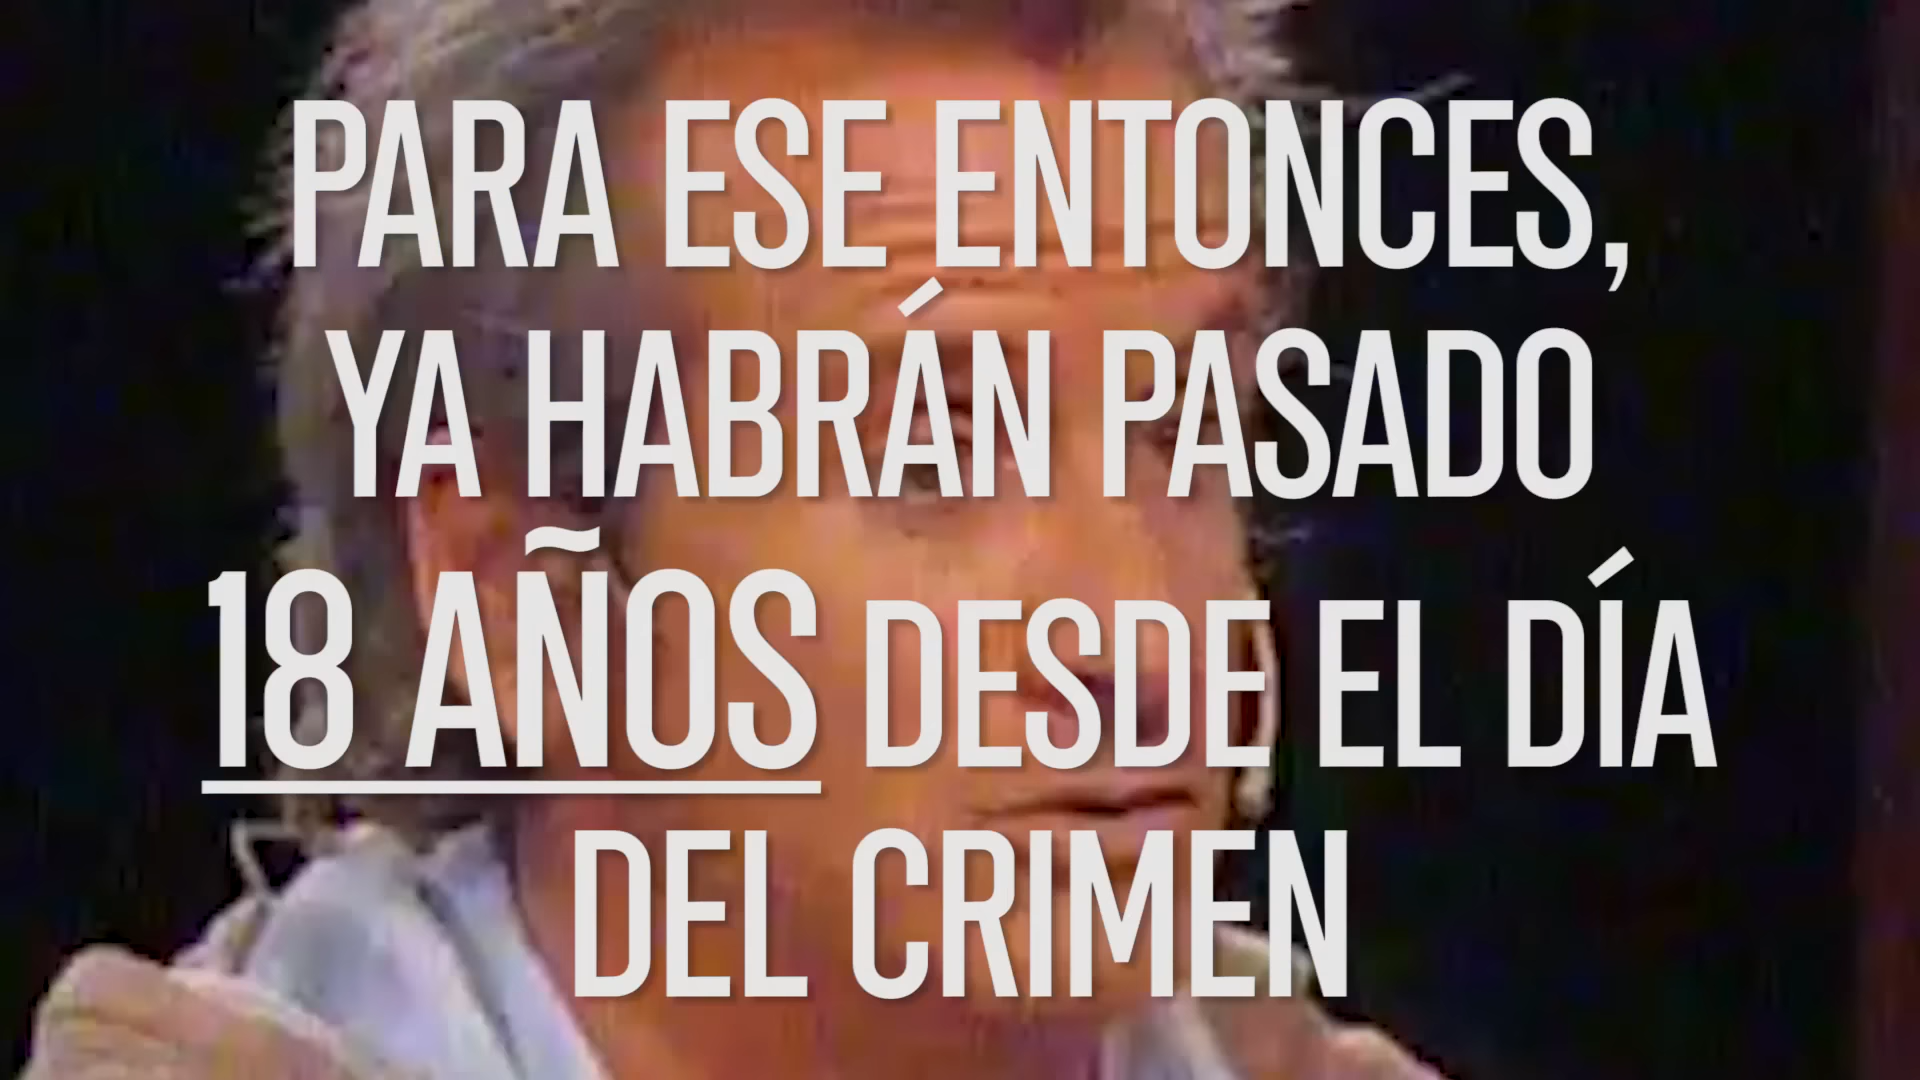 PARA ESE ENTONCES,
YA HABRÁN PASADO
18 AÑOS DESDE EL DÍA
DEL CRIMEN